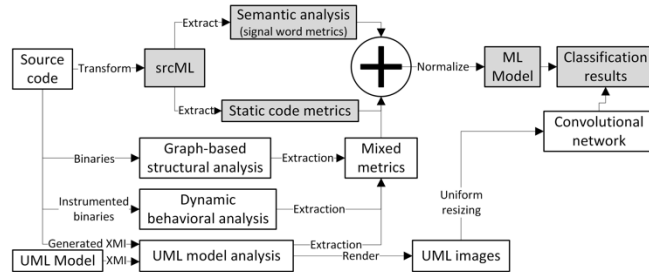 Semantic analysis
(signal word metrics)
Extract
Source
code
Transform
srcML
Normalize
ML
Model
Classification
results
Extract
Static code metrics
Convolutional
network
Binaries
Graph-based
structural analysis
Extraction
Mixed
metrics
Instrumented
binaries
Dynamic
behavioral analysis
Extraction
Uniform
resizing
Generated XMI
Extraction
UML Model
XMI
UML model analysis
Render
UML images